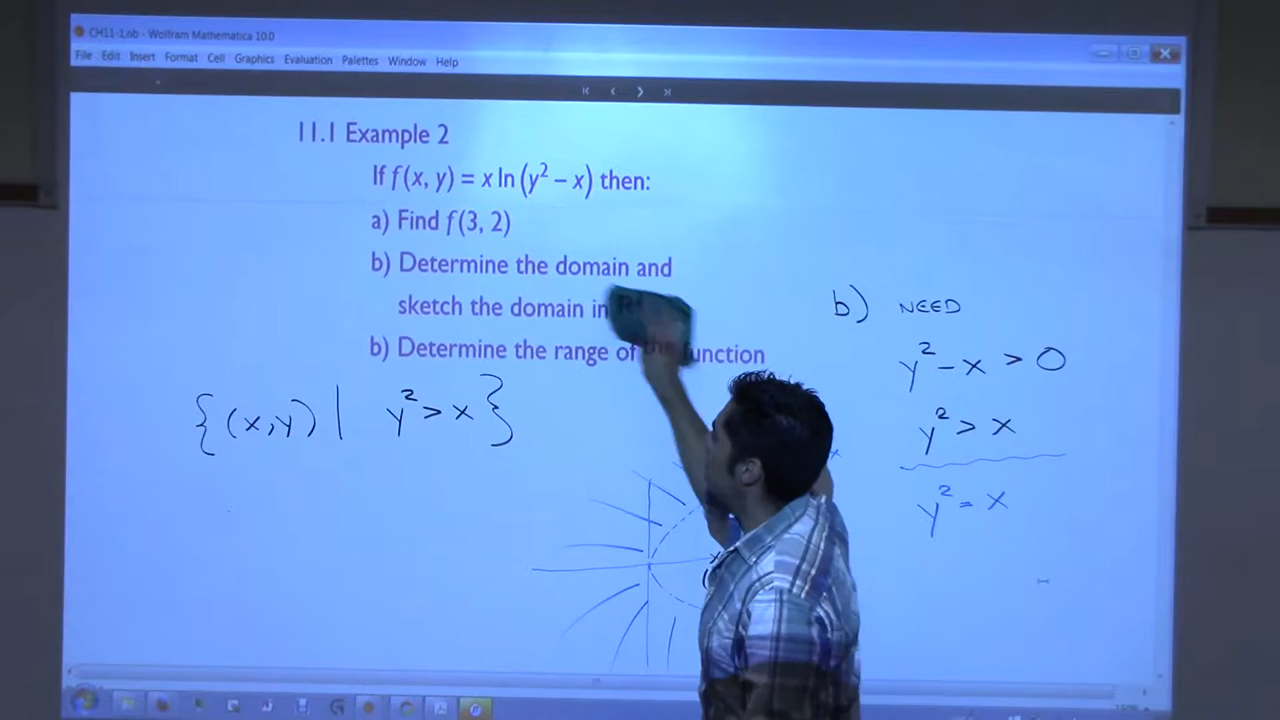 CH11-Lab - Wolfram Mathematica 10.0
File Edit Insert Format Cell Graphics Evaluation Palettes Window Help
11.1 Example 2
If f(x, y) = x ln(y² – x) then:
a) Find f(3, 2)
b) Determine the domain and
sketch the domain in
b) Determine the range of the function
{(x,y) | y² > x}
b) NEED
y² - x > 0
y² > x
y² = x